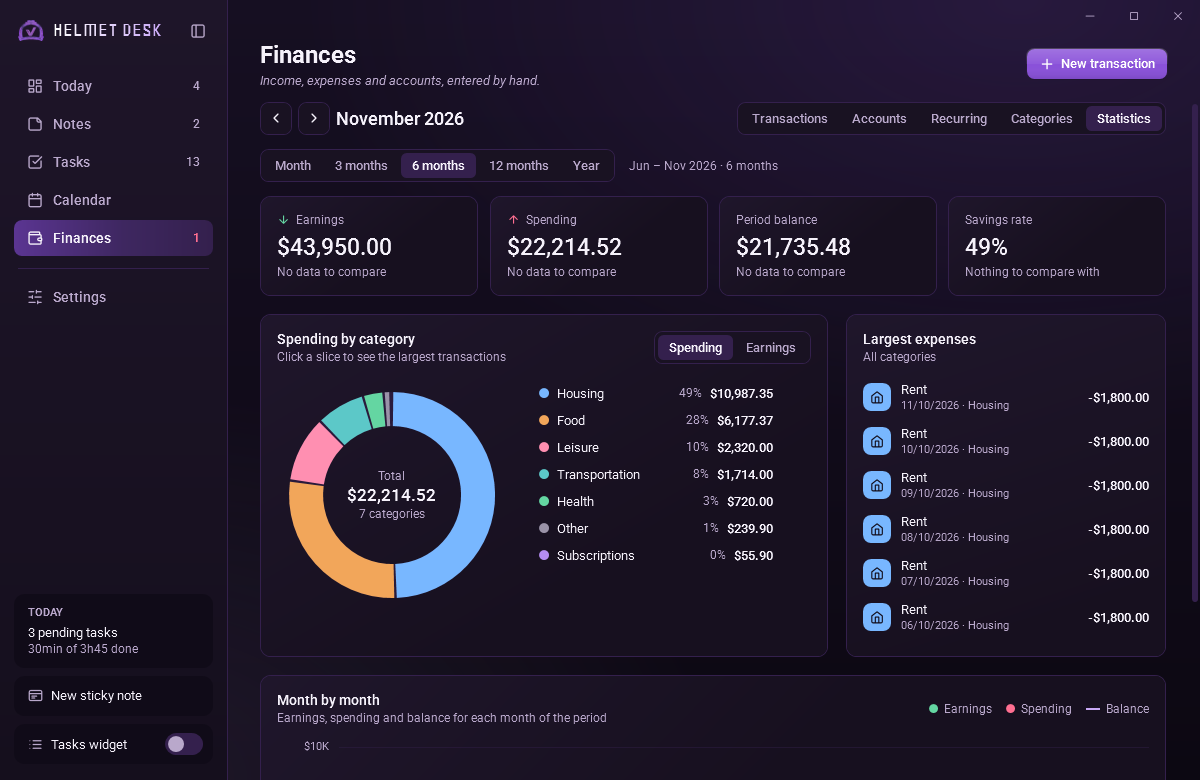 HELMET DESK
Today 4
Notes 2
Tasks 13
Calendar
Finances 1
Settings
TODAY
3 pending tasks
30min of 3h45 done
New sticky note
Tasks widget
Finances
Income, expenses and accounts, entered by hand.
New transaction
November 2026
Transactions Accounts Recurring Categories Statistics
Month 3 months 6 months 12 months Year Jun – Nov 2026 · 6 months
Earnings
$43,950.00
No data to compare
Spending
$22,214.52
No data to compare
Period balance
$21,735.48
No data to compare
Savings rate
49%
Nothing to compare with
Spending by category
Click a slice to see the largest transactions
Spending Earnings
Total
$22,214.52
7 categories
Housing 49% $10,987.35
Food 28% $6,177.37
Leisure 10% $2,320.00
Transportation 8% $1,714.00
Health 3% $720.00
Other 1% $239.90
Subscriptions 0% $55.90
Largest expenses
All categories
Rent
11/10/2026 · Housing
-$1,800.00
Rent
10/10/2026 · Housing
-$1,800.00
Rent
09/10/2026 · Housing
-$1,800.00
Rent
08/10/2026 · Housing
-$1,800.00
Rent
07/10/2026 · Housing
-$1,800.00
Rent
06/10/2026 · Housing
-$1,800.00
Month by month
Earnings, spending and balance for each month of the period
Earnings Spending Balance
$10K